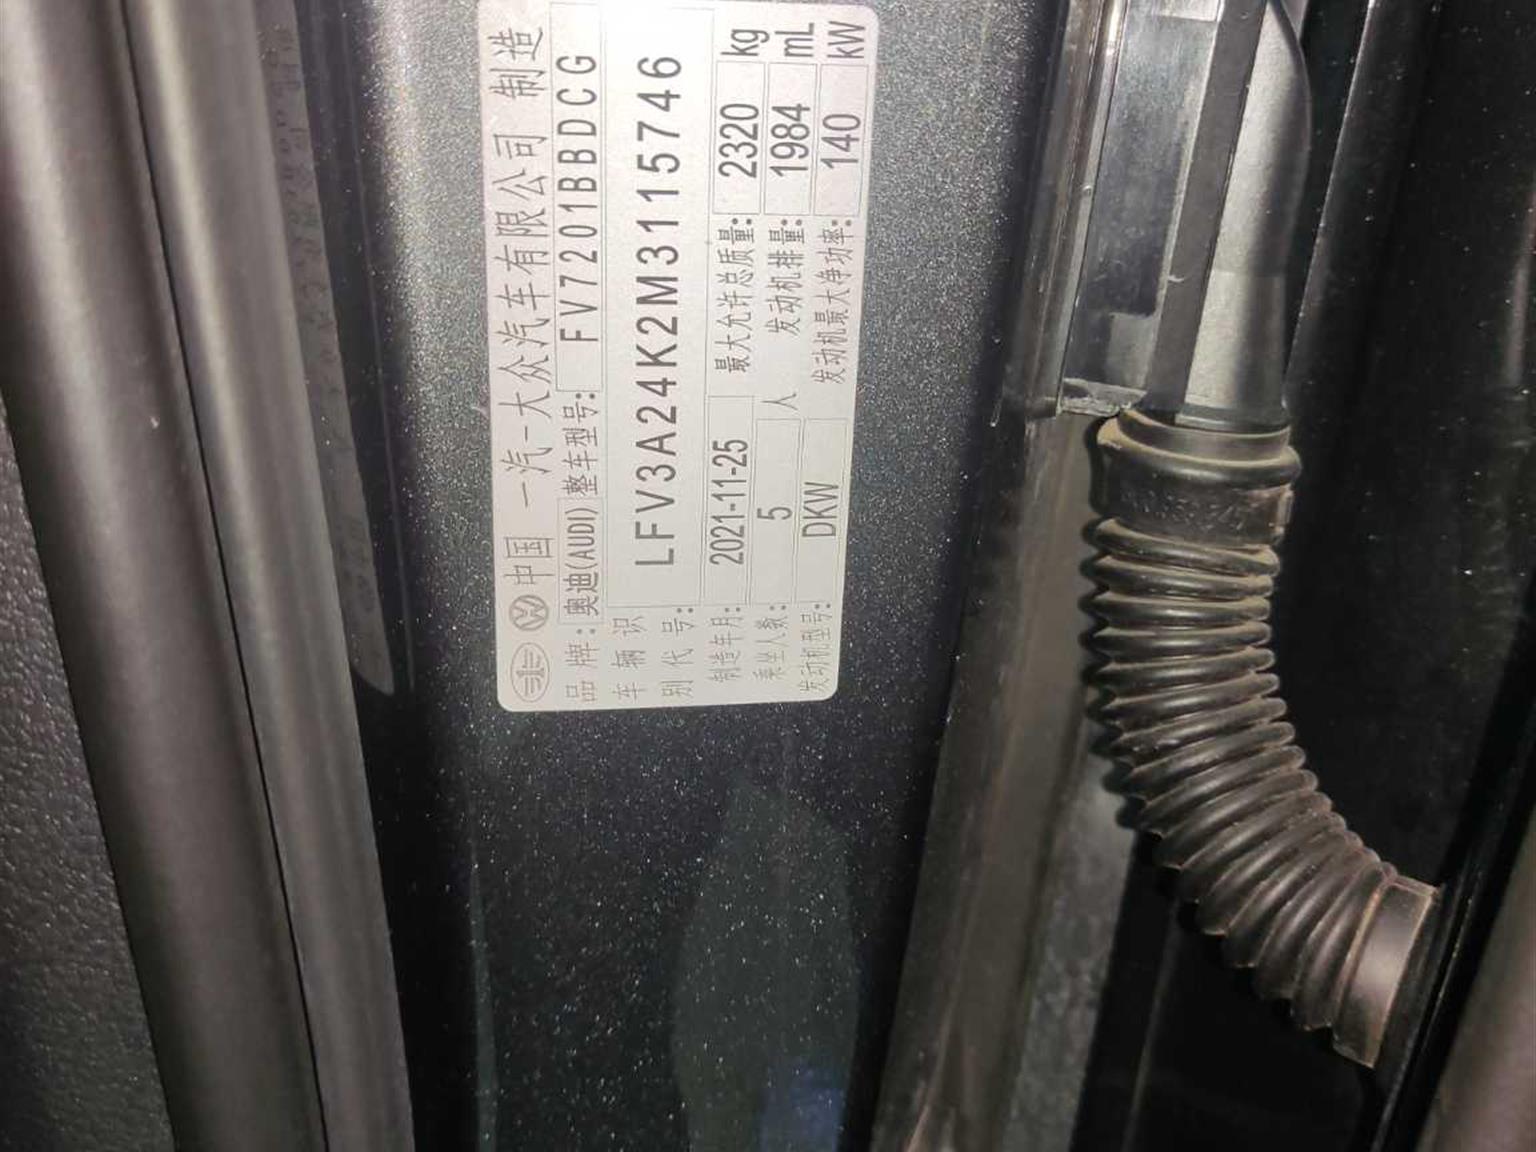 中国 一汽-大众汽车有限公司 制造
品牌: 奥迪(AUDI) 整车型号: FV7201BBDCG
车辆识别代号: LFV3A24K2M3115746
制造年月: 2021-11-25 最大允许总质量: 2320 kg
乘坐人数: 5 人 发动机排量: 1984 mL
发动机型号: DKW 发动机最大净功率: 140 kW